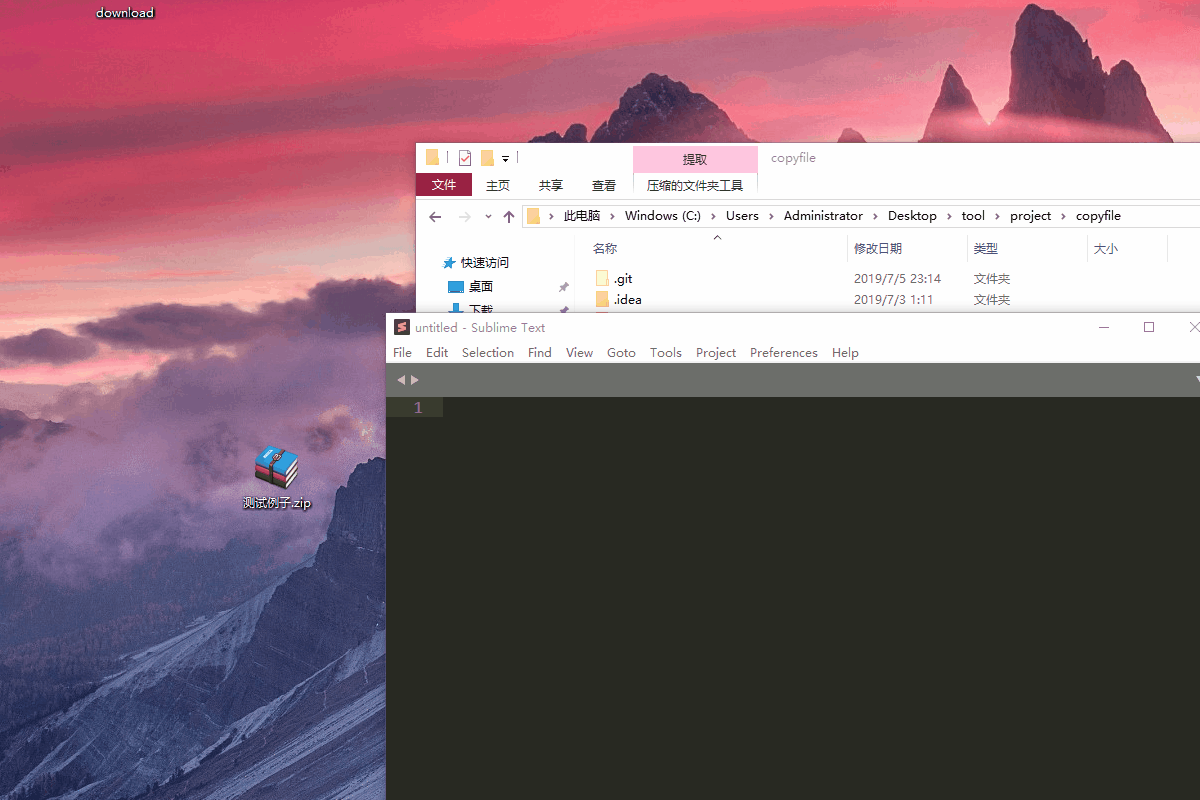 download
提取
copyfile
文件 主页 共享 查看 压缩的文件夹工具
此电脑 Windows (C:) Users Administrator Desktop tool project copyfile
名称 修改日期 类型 大小
快速访问
.git 2019/7/5 23:14 文件夹
桌面
.idea 2019/7/3 1:11 文件夹
下载
untitled - Sublime Text
File Edit Selection Find View Goto Tools Project Preferences Help
1
测试例子.zip